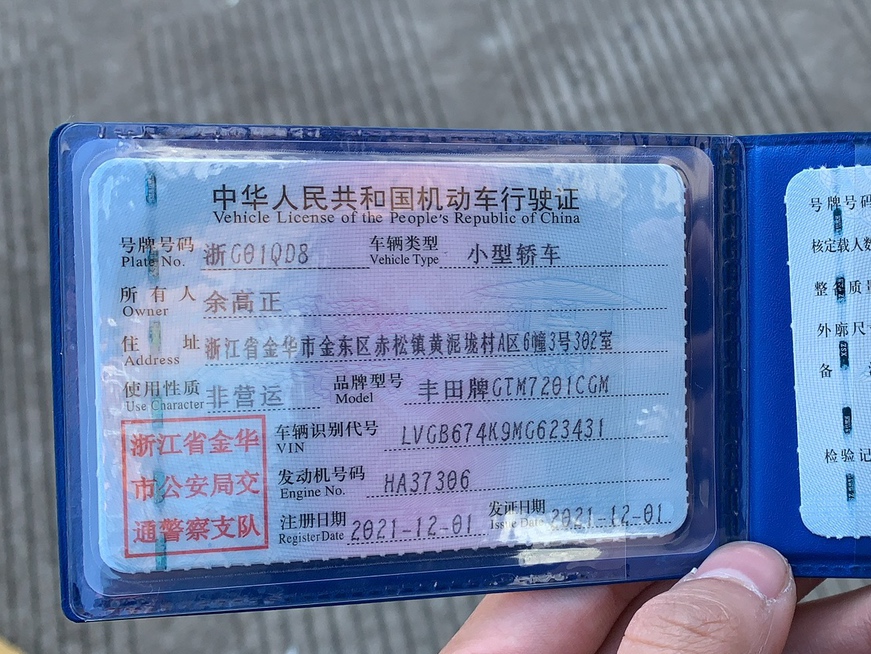 中华人民共和国机动车行驶证
Vehicle License of the People's Republic of China
号牌号码 浙G01QD8 车辆类型 小型轿车
Plate No. Vehicle Type
所有人 余高正
Owner
住址 浙江省金华市金东区赤松镇黄泥垅村A区6幢3号302室
Address
使用性质 非营运 品牌型号 丰田牌GTM7201CGM
Use Character Model
浙江省金华
市公安局交
通警察支队
车辆识别代号 LVGB674K9MG623431
VIN
发动机号码 HA37306
Engine No.
注册日期 2021-12-01 发证日期 2021-12-01
Register Date Issue Date
号牌号码
核定载人数
整备质量
外廓尺
备
检验记